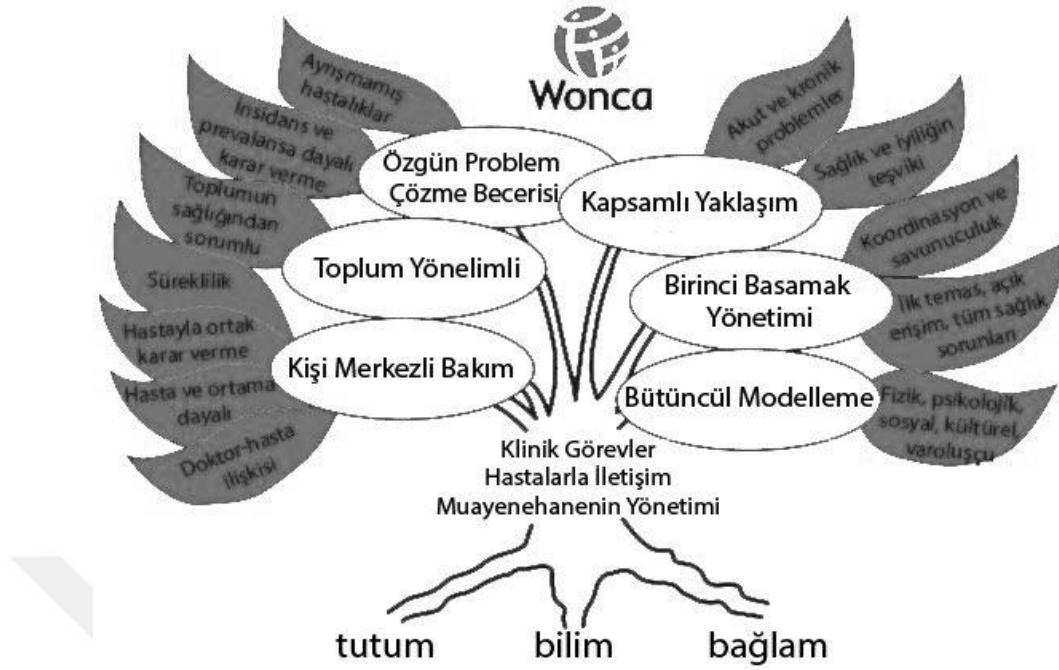 Wonca
Ayrışmamış
hastalıklar
İnsidans ve
prevalansa dayalı
karar verme
Toplumun
sağlığından
sorumlu
Süreklilik
Hastayla ortak
karar verme
Hasta ve ortama
dayalı
Doktor-hasta
ilişkisi
Özgün Problem
Çözme Becerisi
Toplum Yönelimli
Kişi Merkezli Bakım
Kapsamlı Yaklaşım
Birinci Basamak
Yönetimi
Bütüncül Modelleme
Akut ve kronik
problemler
Sağlık ve iyiliğin
teşviki
Koordinasyon ve
savunuculuk
İlk temas, açık
erişim, tüm sağlık
sorunları
Fizik, psikolojik,
sosyal, kültürel,
varoluşçu
Klinik Görevler
Hastalarla İletişim
Muayenehanenin Yönetimi
tutum
bilim
bağlam